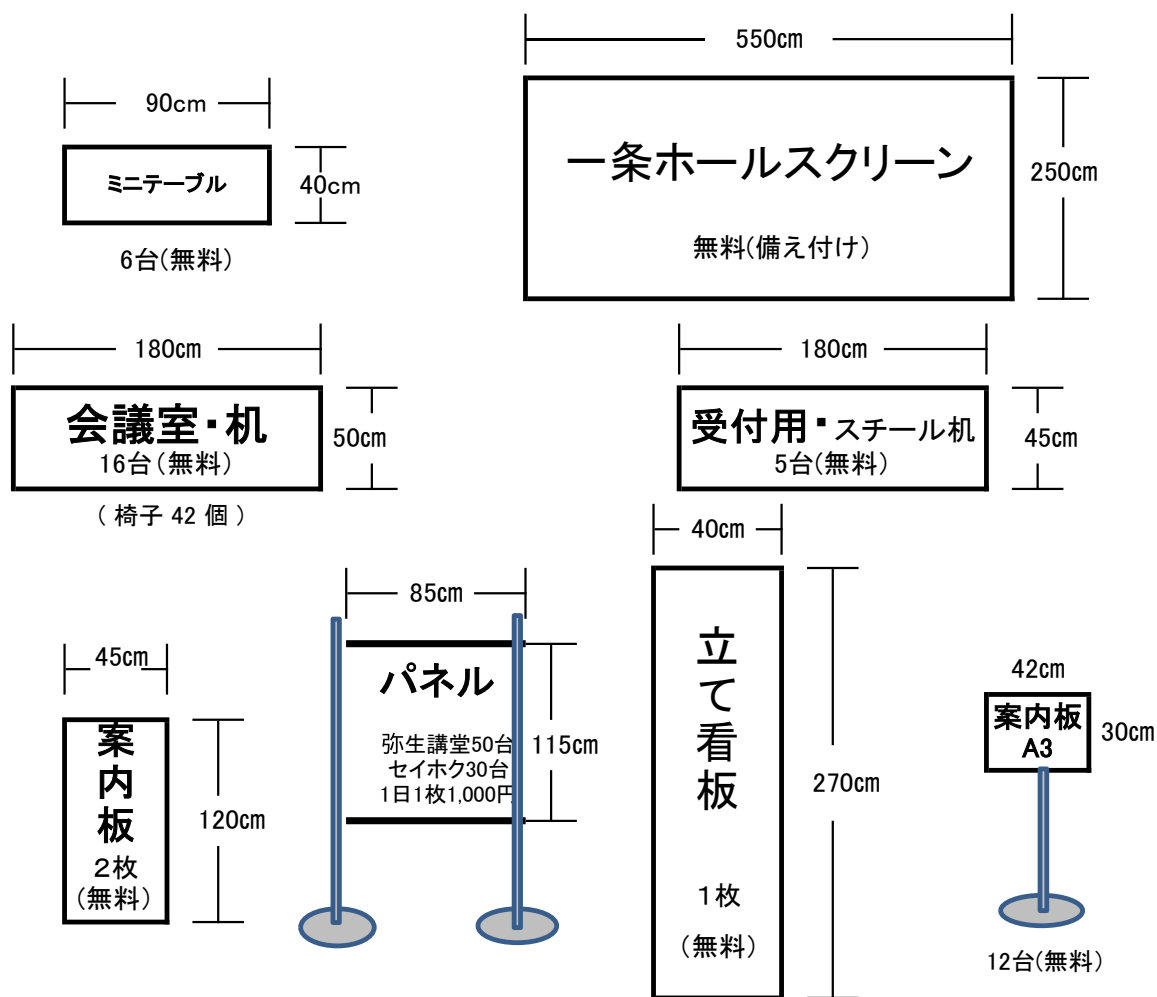 550cm
90cm
ミニテーブル
40cm
6台(無料)
一条ホールスクリーン
無料(備え付け)
250cm
180cm
会議室・机
16台(無料)
50cm
( 椅子 42 個 )
180cm
受付用・スチール机
5台(無料)
45cm
45cm
案内板
2枚
(無料)
120cm
85cm
パネル
弥生講堂50台
セイホク30台
1日1枚1,000円
115cm
40cm
立て看板
1枚
(無料)
270cm
42cm
案内板
A3
30cm
12台(無料)